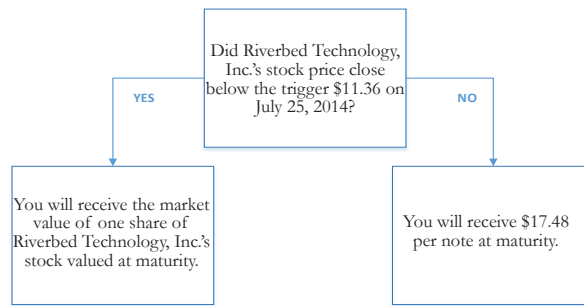 Did Riverbed Technology,
Inc.'s stock price close
below the trigger $11.36 on
July 25, 2014?
YES
NO
You will receive the market
value of one share of
Riverbed Technology, Inc.'s
stock valued at maturity.
You will receive $17.48
per note at maturity.